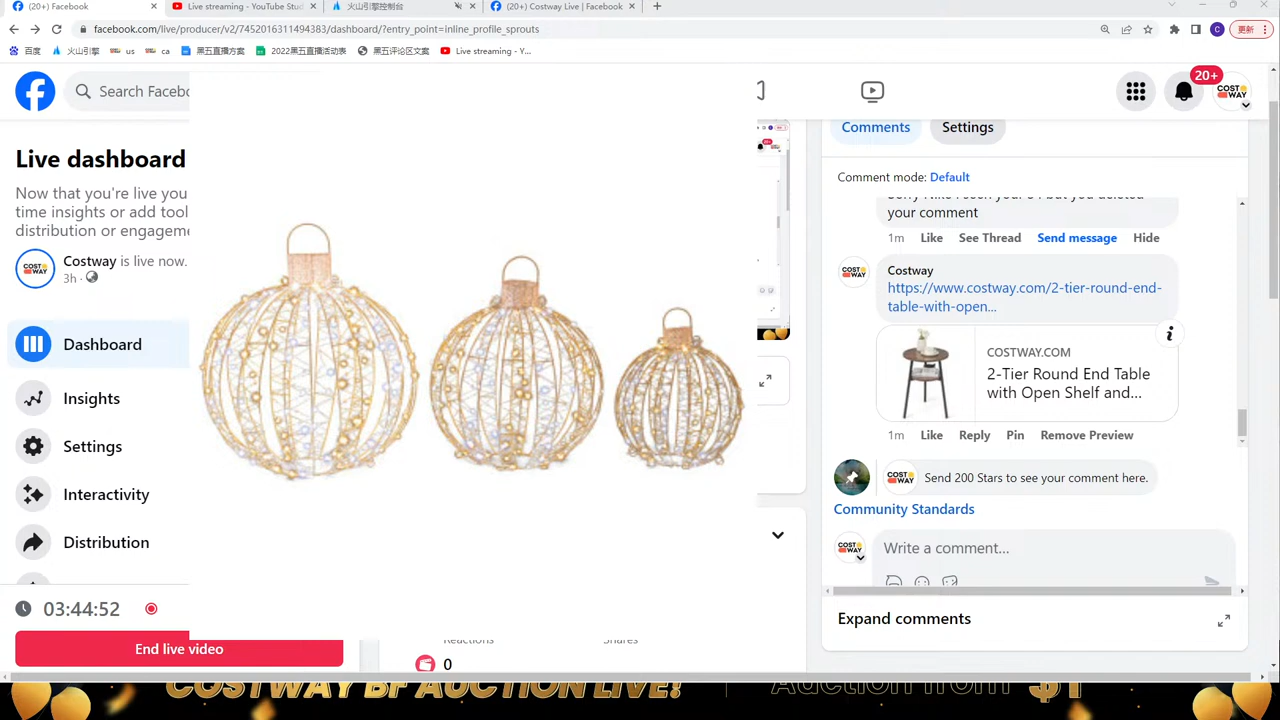 (20+) Facebook
Live streaming - YouTube Stud
火山引擎控制台
(20+) Costway Live | Facebook
facebook.com/live/producer/v2/745201631149438​3/dashboard/?entry_point=inline_profile_sprouts
更新
百度
火山引擎
us
ca
黑五直播方案
2022黑五直播活动表
黑五评论区文案
Live streaming - Y...
Search Facebo
20+
COSTWAY
Live dashboard
Now that you're live you
time insights or add tool
distribution or engageme
Costway is live now.
3h
Dashboard
Insights
Settings
Interactivity
Distribution
03:44:52
End live video
Reactions
Shares
0
Comments
Settings
Comment mode: Default
your comment
1m Like See Thread Send message Hide
Costway
https://www.costway.com/2-tier-round-end-
table-with-open...
COSTWAY.COM
2-Tier Round End Table
with Open Shelf and...
1m Like Reply Pin Remove Preview
Send 200 Stars to see your comment here.
Community Standards
Write a comment...
Expand comments
COSTWAY BF AUCTION LIVE!
Auction from $1